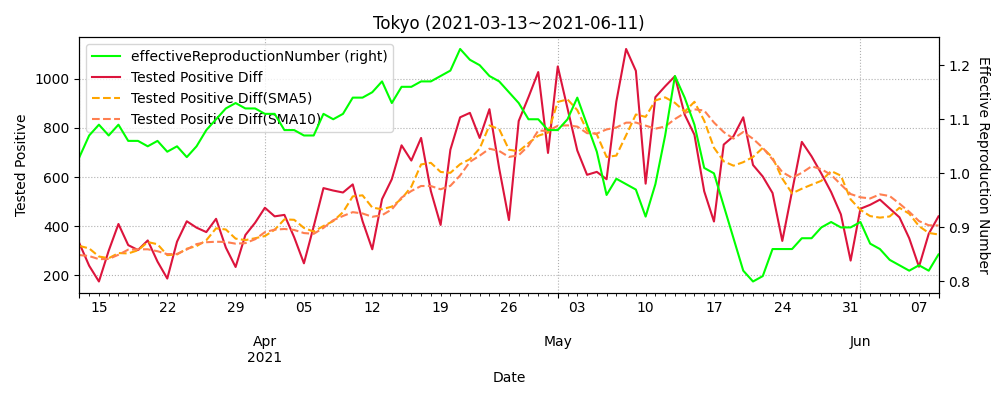 Tokyo (2021-03-13~2021-06-11)
effectiveReproductionNumber (right)
Tested Positive Diff
Tested Positive Diff(SMA5)
Tested Positive Diff(SMA10)
Tested Positive
1000
800
600
400
200
1.2
1.1
1.0
0.9
0.8
Effective Reproduction Number
15 22 29 05 12 19 26 03 10 17 24 31 07
Apr May Jun
2021
Date